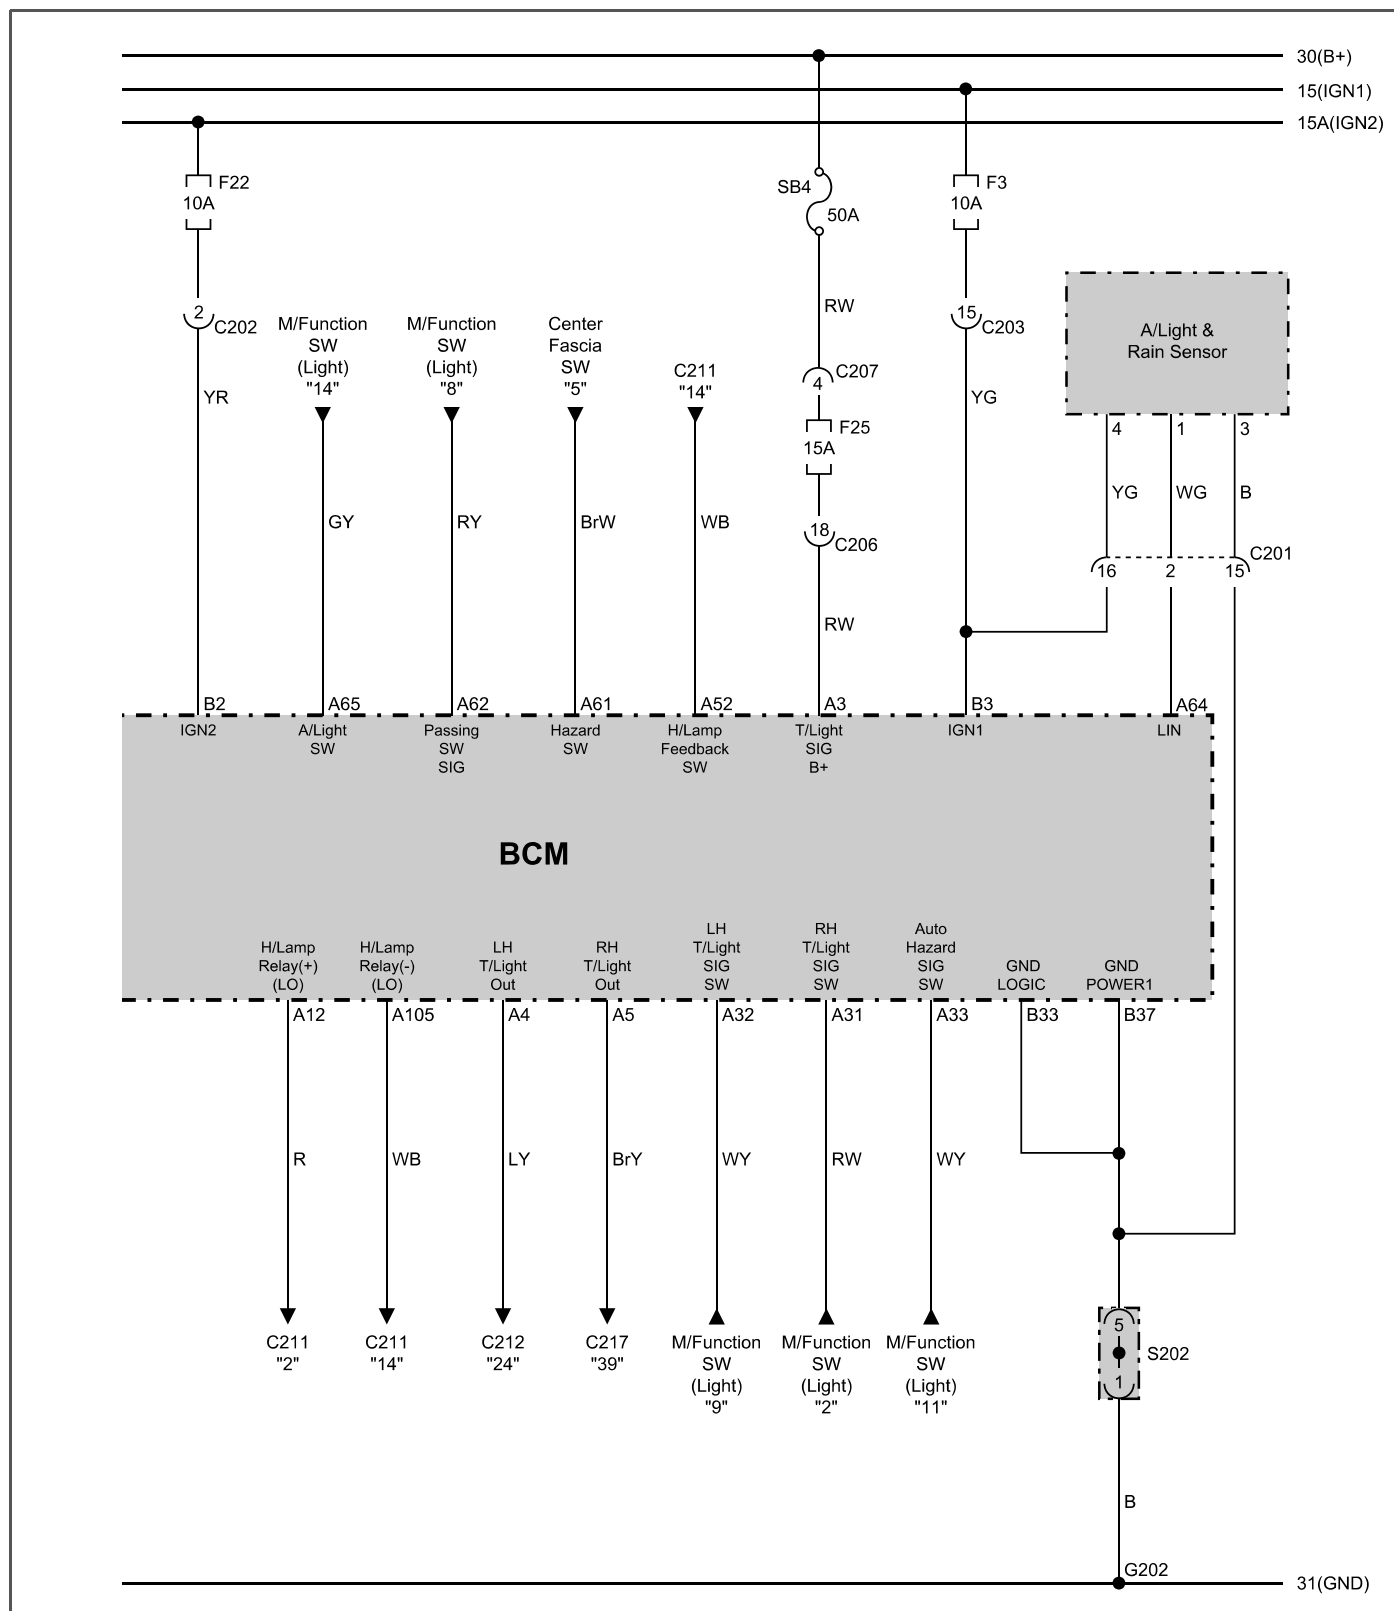 30(B+)
15(IGN1)
15A(IGN2)
F22
10A
SB4
50A
F3
10A
2
C202
M/Function
SW
(Light)
"14"
M/Function
SW
(Light)
"8"
Center
Fascia
SW
"5"
C211
"14"
RW
C207
4
F25
15A
18
C206
15
C203
A/Light &
Rain Sensor
4
1
3
YR
YG
YG
WG
B
GY
RY
BrW
WB
C201
16
2
15
RW
B2
A65
A62
A61
A52
A3
B3
A64
IGN2
A/Light
SW
Passing
SW
SIG
Hazard
SW
H/Lamp
Feedback
SW
T/Light
SIG
B+
IGN1
LIN
BCM
H/Lamp
Relay(+)
(LO)
H/Lamp
Relay(-)
(LO)
LH
T/Light
Out
RH
T/Light
Out
LH
T/Light
SIG
SW
RH
T/Light
SIG
SW
Auto
Hazard
SIG
SW
GND
LOGIC
GND
POWER1
A12
A105
A4
A5
A32
A31
A33
B33
B37
R
WB
LY
BrY
WY
RW
WY
C211
"2"
C211
"14"
C212
"24"
C217
"39"
M/Function
SW
(Light)
"9"
M/Function
SW
(Light)
"2"
M/Function
SW
(Light)
"11"
5
S202
1
B
G202
31(GND)